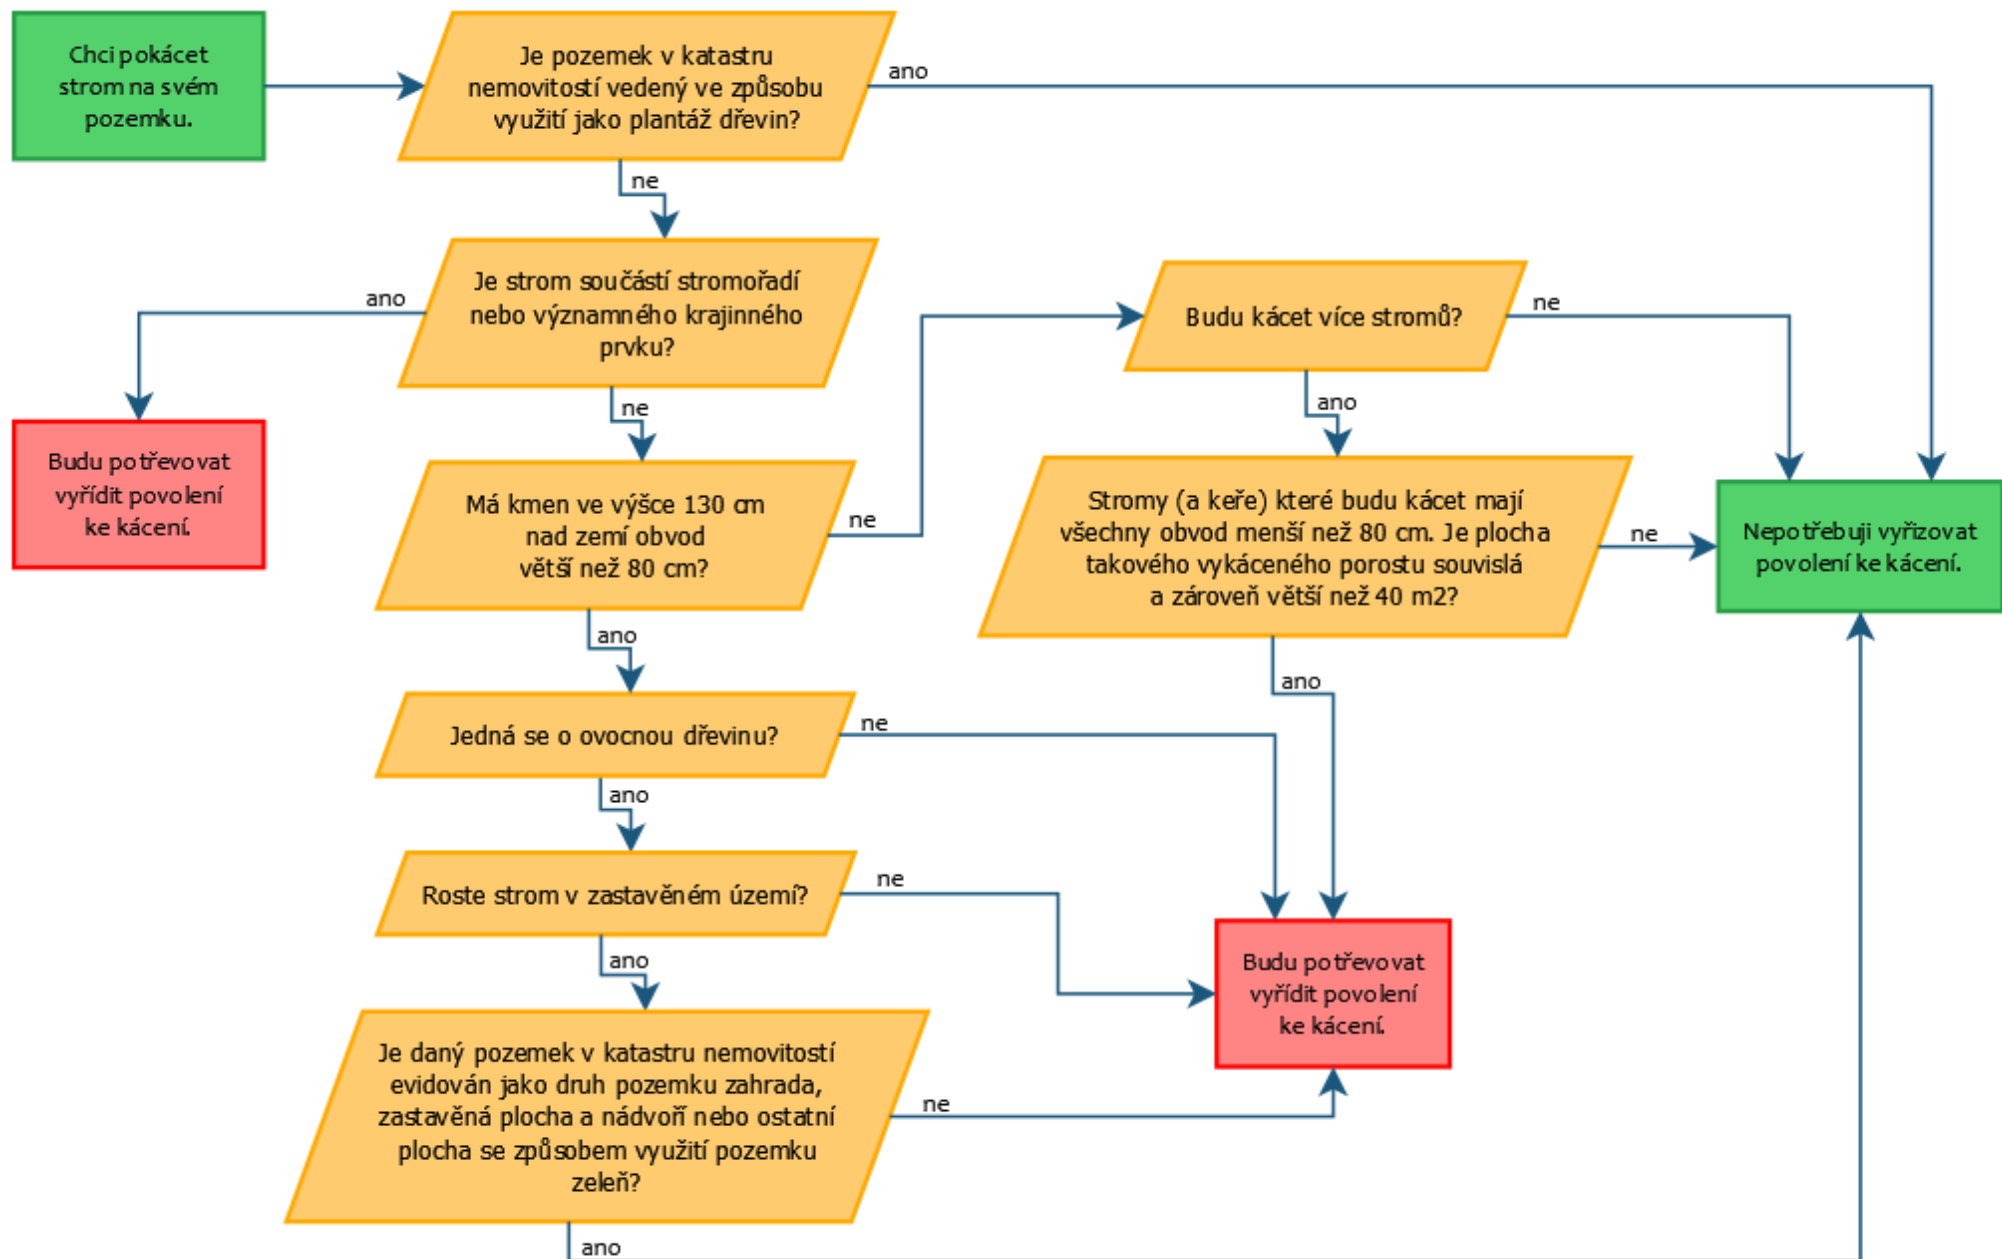 Chci pokácet
strom na svém
pozemku.
Je pozemek v katastru
nemovitostí vedený ve způsobu
využití jako plantáž dřevin?
ano
ne
Je strom součástí stromořadí
nebo významného krajinného
prvku?
ano
ne
Budu potřevovat
vyřídit povolení
ke kácení.
Budu kácet více stromů?
ne
ano
Má kmen ve výšce 130 cm
nad zemí obvod
větší než 80 cm?
ne
ano
Stromy (a keře) které budu kácet mají
všechny obvod menší než 80 cm. Je plocha
takového vykáceného porostu souvislá
a zároveň větší než 40 m2?
ne
ano
Nepotřebuji vyřizovat
povolení ke kácení.
Jedná se o ovocnou dřevinu?
ne
ano
Roste strom v zastavěném území?
ne
ano
Budu potřevovat
vyřídit povolení
ke kácení.
Je daný pozemek v katastru nemovitostí
evidován jako druh pozemku zahrada,
zastavěná plocha a nádvoří nebo ostatní
plocha se způsobem využití pozemku
zeleň?
ne
ano